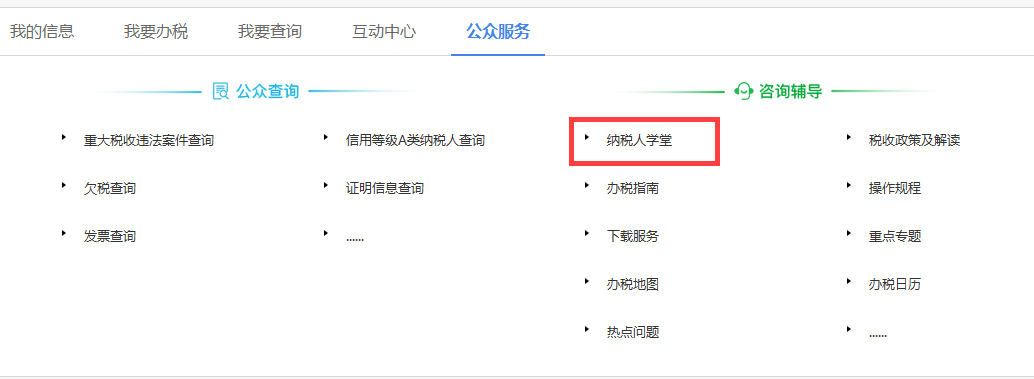 我的信息 我要办税 我要查询 互动中心 公众服务
公众查询 咨询辅导
重大税收违法案件查询 信用等级A类纳税人查询 纳税人学堂 税收政策及解读
欠税查询 证明信息查询 办税指南 操作规程
发票查询 ...... 下载服务 重点专题
办税地图 办税日历
热点问题 ......